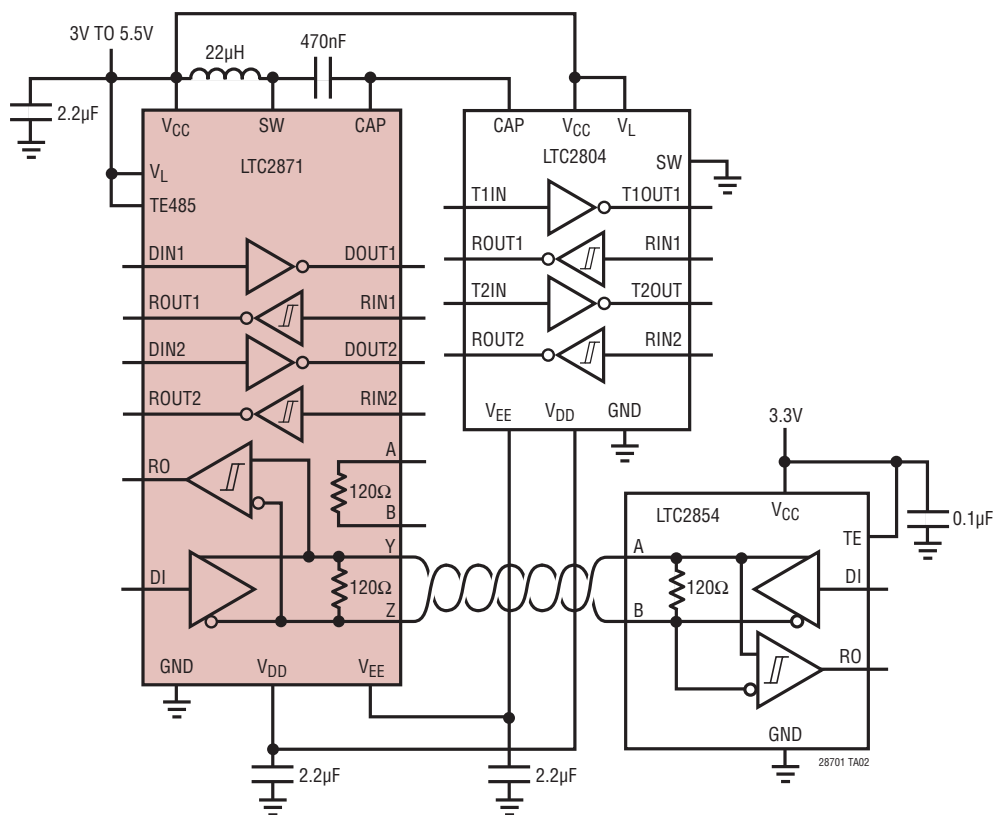 3V TO 5.5V
22µH
470nF
2.2µF
VCC
SW
CAP
LTC2871
VL
TE485
DIN1
DOUT1
ROUT1
RIN1
DIN2
DOUT2
ROUT2
RIN2
RO
A
120Ω
B
Y
DI
120Ω
Z
GND
VDD
VEE
2.2µF
2.2µF
CAP
VCC
VL
LTC2804
SW
T1IN
T1OUT1
ROUT1
RIN1
T2IN
T2OUT
ROUT2
RIN2
VEE
VDD
GND
3.3V
LTC2854
VCC
0.1µF
TE
A
DI
120Ω
B
RO
GND
28701 TA02